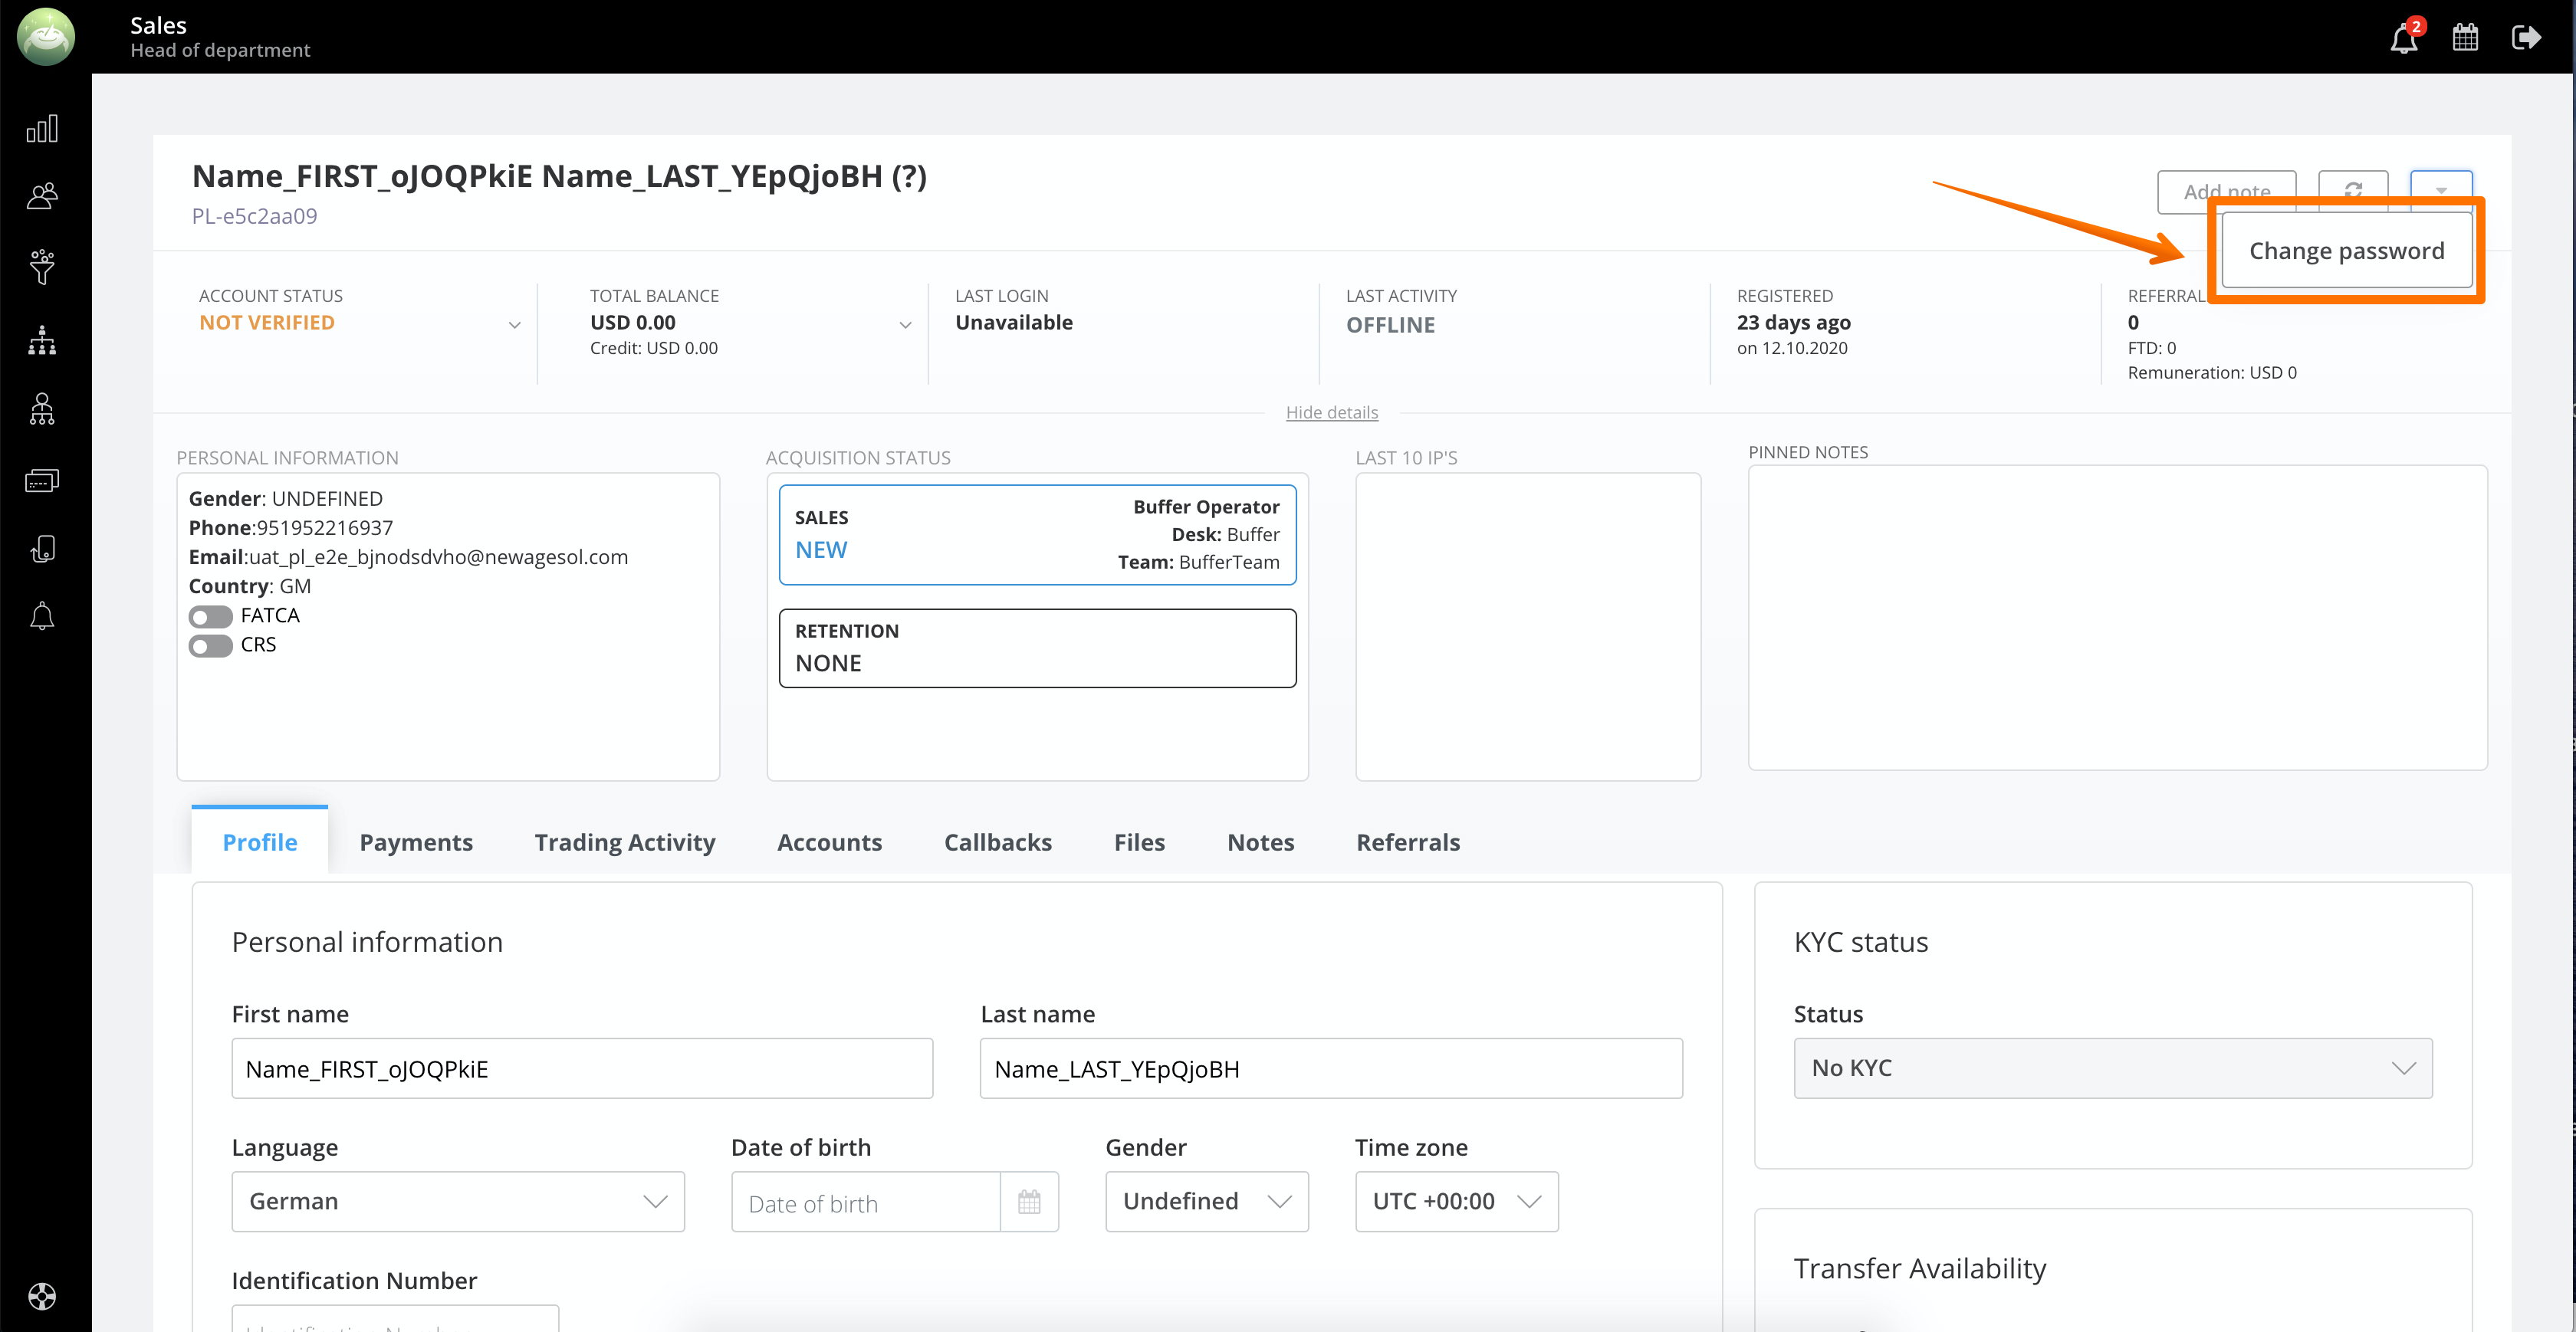 Sales
Head of department
2
Name_FIRST_oJOQPkiE Name_LAST_YEpQjoBH (?)
PL-e5c2aa09
Add note
Change password
ACCOUNT STATUS
NOT VERIFIED
TOTAL BALANCE
USD 0.00
Credit: USD 0.00
LAST LOGIN
Unavailable
LAST ACTIVITY
OFFLINE
REGISTERED
23 days ago
on 12.10.2020
REFERRAL
0
FTD: 0
Remuneration: USD 0
Hide details
PERSONAL INFORMATION
Gender: UNDEFINED
Phone:951952216937
Email:uat_pl_e2e_bjnodsdvho@newagesol.com
Country: GM
FATCA
CRS
ACQUISITION STATUS
SALES
NEW
Buffer Operator
Desk: Buffer
Team: BufferTeam
RETENTION
NONE
LAST 10 IP'S
PINNED NOTES
Profile
Payments
Trading Activity
Accounts
Callbacks
Files
Notes
Referrals
Personal information
First name
Name_FIRST_oJOQPkiE
Last name
Name_LAST_YEpQjoBH
Language
German
Date of birth
Date of birth
Gender
Undefined
Time zone
UTC +00:00
Identification Number
KYC status
Status
No KYC
Transfer Availability